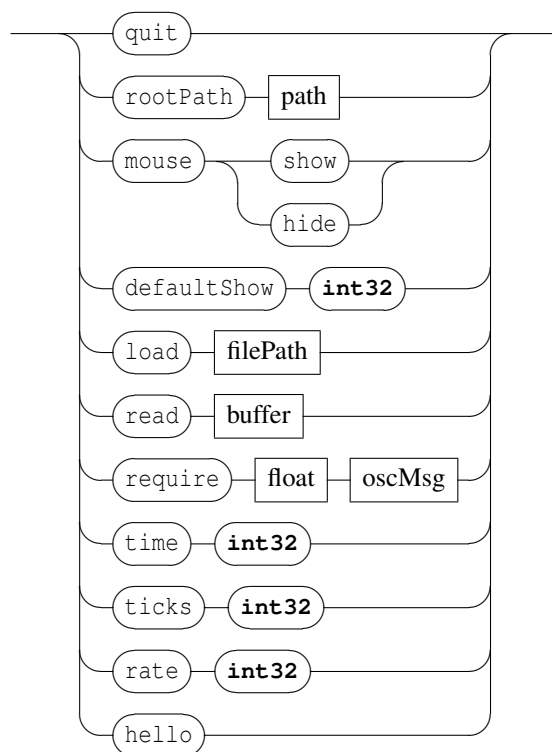 quit
rootPath path
mouse show
hide
defaultShow int32
load filePath
read buffer
require float oscMsg
time int32
ticks int32
rate int32
hello